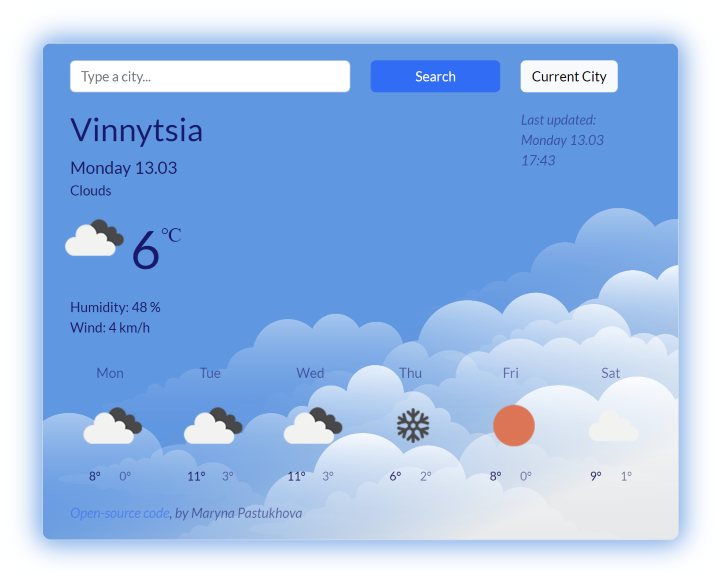 Type a city...
Search
Current City
Vinnytsia
Last updated:
Monday 13.03
17:43
Monday 13.03
Clouds
6 °C
Humidity: 48 %
Wind: 4 km/h
Mon Tue Wed Thu Fri Sat
8° 0° 11° 3° 11° 3° 6° 2° 8° 0° 9° 1°
Open-source code, by Maryna Pastukhova